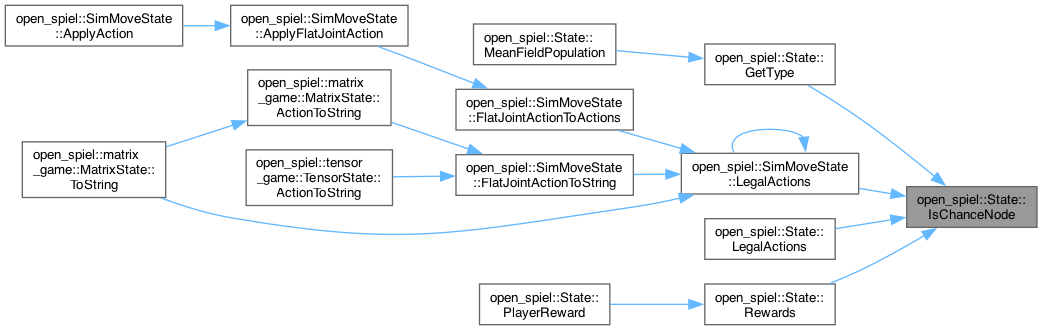 open_spiel::SimMoveState
::ApplyAction
open_spiel::SimMoveState
::ApplyFlatJointAction
open_spiel::State::
MeanFieldPopulation
open_spiel::State::
GetType
open_spiel::matrix
_game::MatrixState::
ActionToString
open_spiel::SimMoveState
::FlatJointActionToActions
open_spiel::matrix
_game::MatrixState::
ToString
open_spiel::tensor
_game::TensorState::
ActionToString
open_spiel::SimMoveState
::FlatJointActionToString
open_spiel::SimMoveState
::LegalActions
open_spiel::State::
IsChanceNode
open_spiel::State::
LegalActions
open_spiel::State::
PlayerReward
open_spiel::State::
Rewards